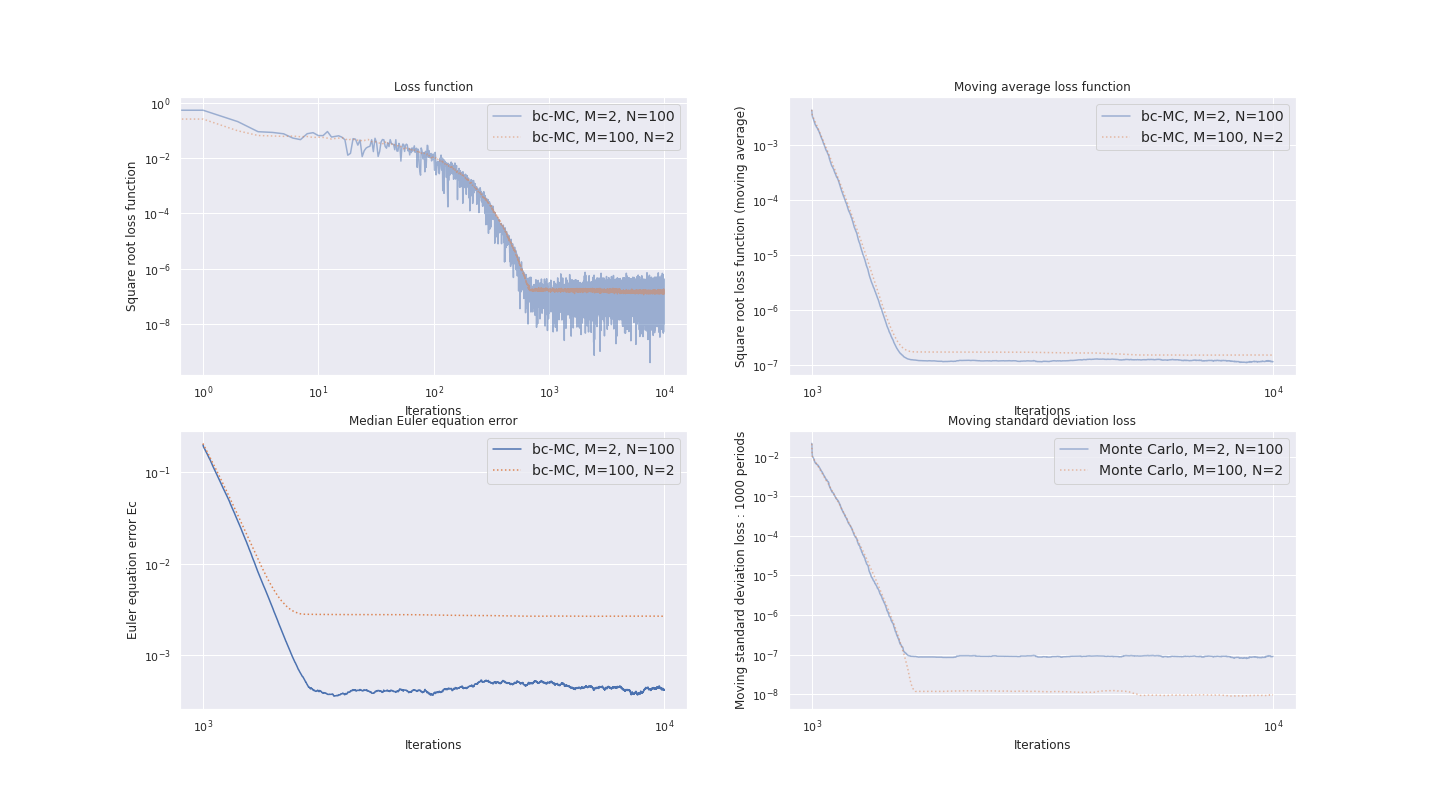 Loss function
Square root loss function
10^0
10^-2
10^-4
10^-6
10^-8
bc-MC, M=2, N=100
bc-MC, M=100, N=2
10^0 10^1 10^2 10^3 10^4
Iterations
Moving average loss function
Square root loss function (moving average)
10^-3
10^-4
10^-5
10^-6
10^-7
bc-MC, M=2, N=100
bc-MC, M=100, N=2
10^3 10^4
Iterations
Median Euler equation error
Euler equation error Ec
10^-1
10^-2
10^-3
bc-MC, M=2, N=100
bc-MC, M=100, N=2
10^3 10^4
Iterations
Moving standard deviation loss
Moving standard deviation loss : 1000 periods
10^-2
10^-3
10^-4
10^-5
10^-6
10^-7
10^-8
Monte Carlo, M=2, N=100
Monte Carlo, M=100, N=2
10^3 10^4
Iterations